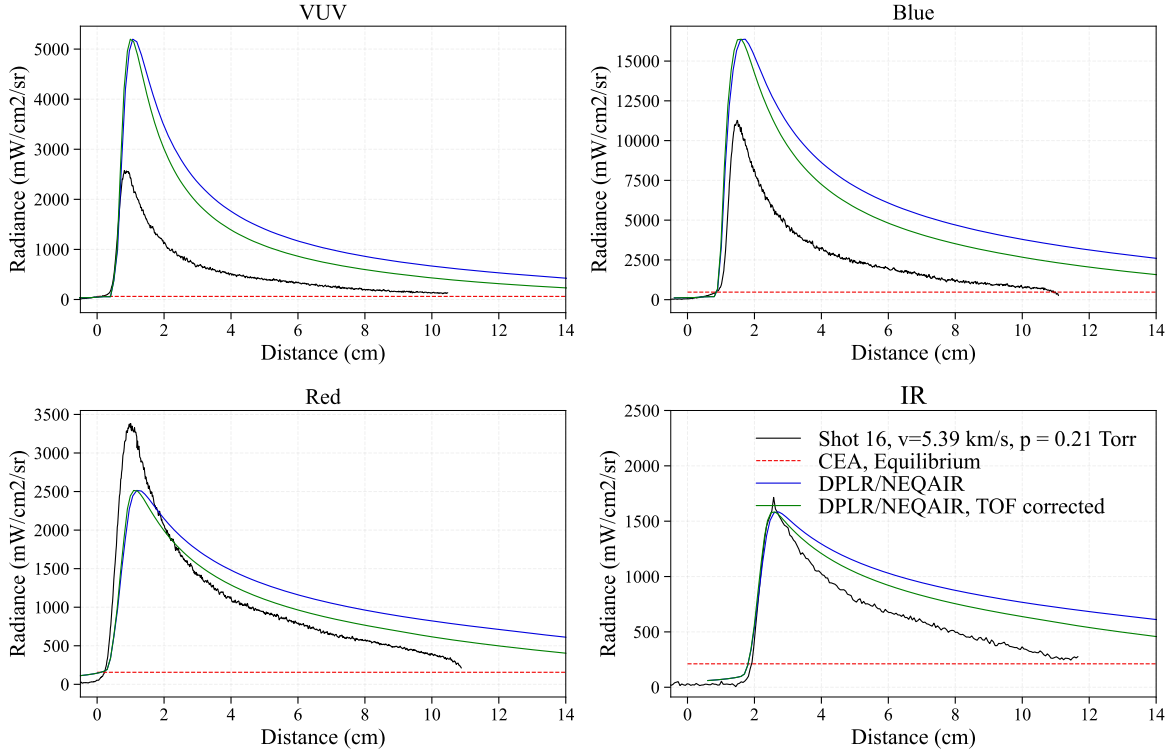 VUV
Radiance (mW/cm2/sr)
5000
4000
3000
2000
1000
0
0 2 4 6 8 10 12 14
Distance (cm)
Blue
Radiance (mW/cm2/sr)
15000
12500
10000
7500
5000
2500
0
0 2 4 6 8 10 12 14
Distance (cm)
Red
Radiance (mW/cm2/sr)
3500
3000
2500
2000
1500
1000
500
0
0 2 4 6 8 10 12 14
Distance (cm)
IR
Radiance (mW/cm2/sr)
2500
2000
1500
1000
500
0
Shot 16, v=5.39 km/s, p = 0.21 Torr
CEA, Equilibrium
DPLR/NEQAIR
DPLR/NEQAIR, TOF corrected
0 2 4 6 8 10 12 14
Distance (cm)